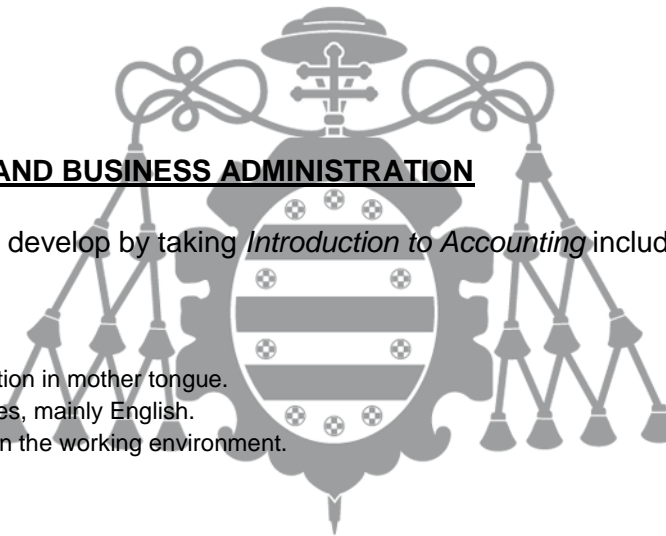 AND BUSINESS ADMINISTRATION
develop by taking Introduction to Accounting includ
tion in mother tongue.
es, mainly English.
n the working environment.